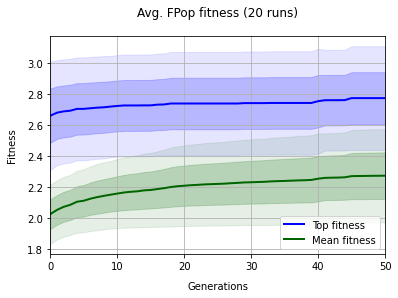 Avg. FPop fitness (20 runs)
Fitness
3.0
2.8
2.6
2.4
2.2
2.0
1.8
0 10 20 30 40 50
Generations
Top fitness
Mean fitness